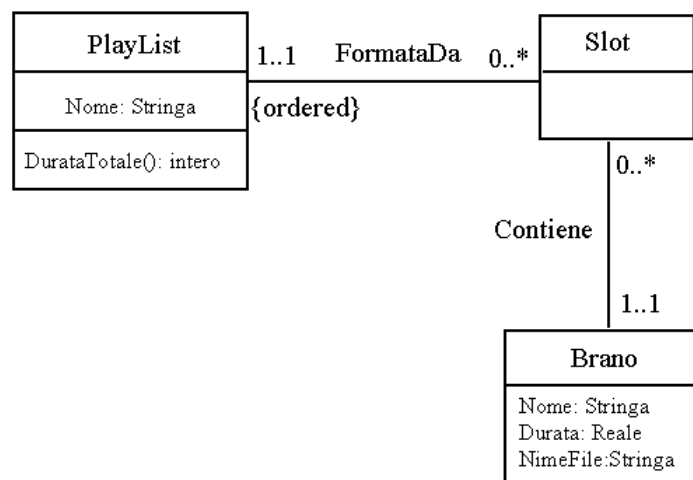 PlayList
Nome: Stringa
DurataTotale(): intero
1..1 FormataDa 0..*
{ordered}
Slot
0..*
Contiene
1..1
Brano
Nome: Stringa
Durata: Reale
NimeFile:Stringa